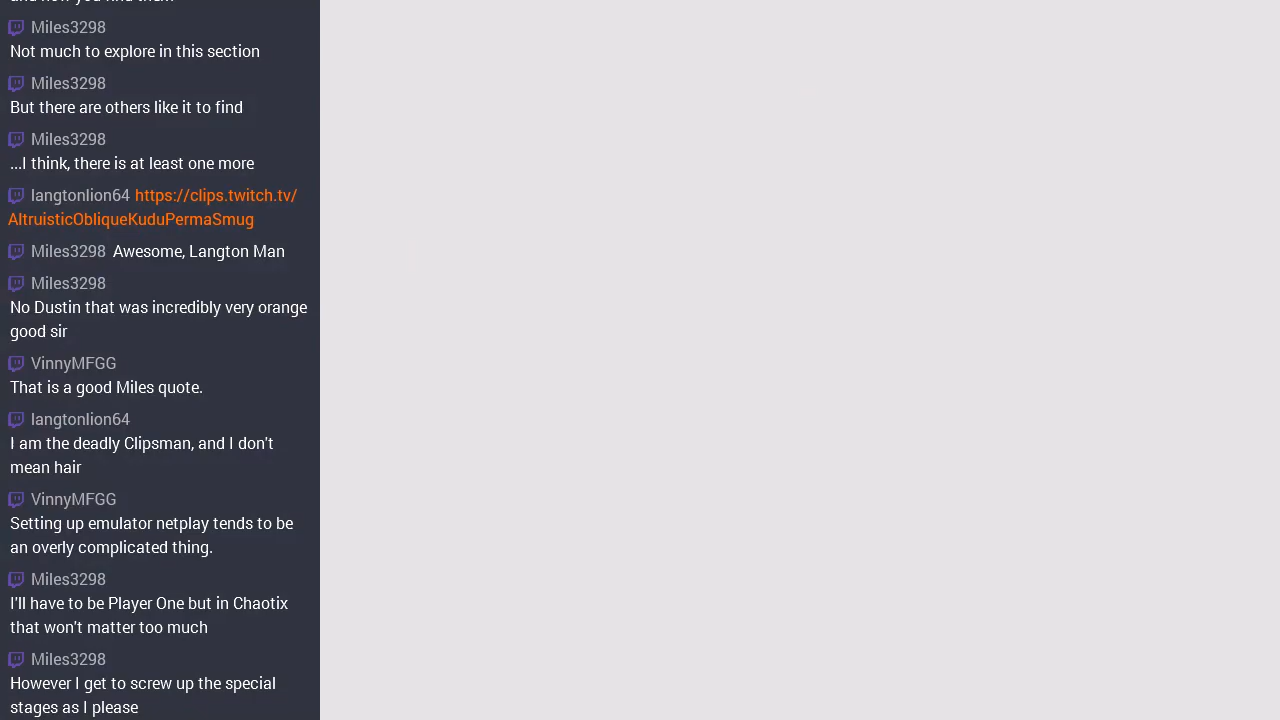 Miles3298
Not much to explore in this section
Miles3298
But there are others like it to find
Miles3298
...I think, there is at least one more
langtonlion64 https://clips.twitch.tv/
AltruisticObliqueKuduPermaSmug
Miles3298 Awesome, Langton Man
Miles3298
No Dustin that was incredibly very orange
good sir
VinnyMFGG
That is a good Miles quote.
langtonlion64
I am the deadly Clipsman, and I don't
mean hair
VinnyMFGG
Setting up emulator netplay tends to be
an overly complicated thing.
Miles3298
I'll have to be Player One but in Chaotix
that won't matter too much
Miles3298
However I get to screw up the special
stages as I please